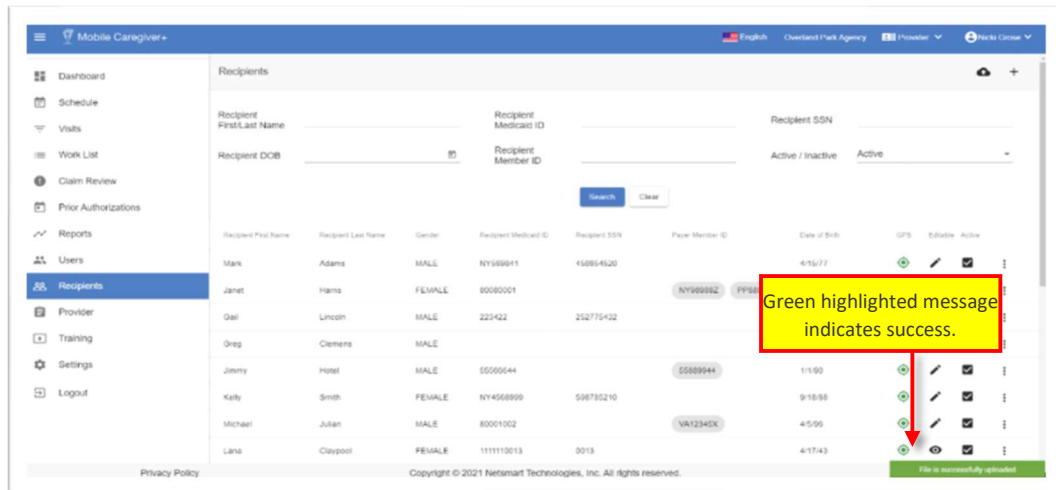 Mobile Caregiver+
English Overland Park Agency Provider Nicki Grose
Dashboard
Schedule
Visits
Work List
Claim Review
Prior Authorizations
Reports
Users
Recipients
Provider
Training
Settings
Logout
Recipients
Recipient First/Last Name
Recipient Medicaid ID
Recipient SSN
Recipient DOB
Recipient Member ID
Active / Inactive Active
Search Clear
Recipient First Name Recipient Last Name Gender Recipient Medicaid ID Recipient SSN Payer Member ID Date of Birth GPS Editable Active
Mark Adams MALE 4/15/77
Janet Harris FEMALE 80080001
Gail Lincoln MALE 223422 252775432
Greg Clemens MALE
Jimmy Hotel MALE 55889944 1/1/90
Kelly Smith FEMALE NY4568899 598785210 9/18/88
Michael Julian MALE 80001002 VA12345X 4/5/96
Lana Claypool FEMALE 1111110013 0013 4/17/43
Green highlighted message
indicates success.
File is successfully uploaded
Privacy Policy Copyright © 2021 Netsmart Technologies, Inc. All rights reserved.